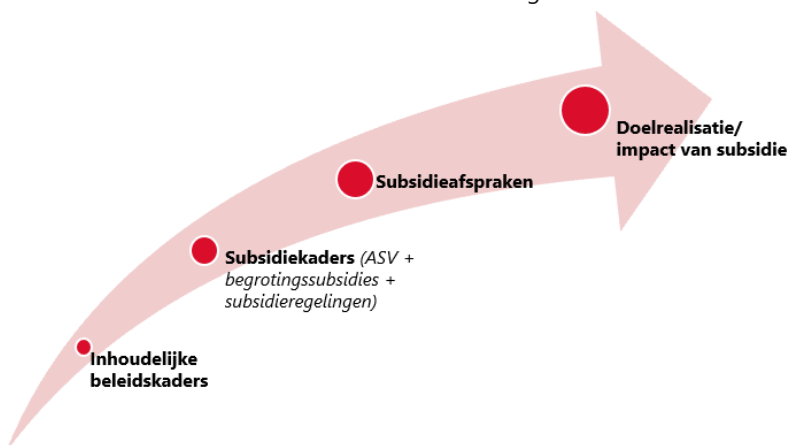 Doelrealisatie/
impact van subsidie
Subsidieafspraken
Subsidiekaders (ASV +
begrotingssubsidies +
subsidieregelingen)
Inhoudelijke
beleidskaders